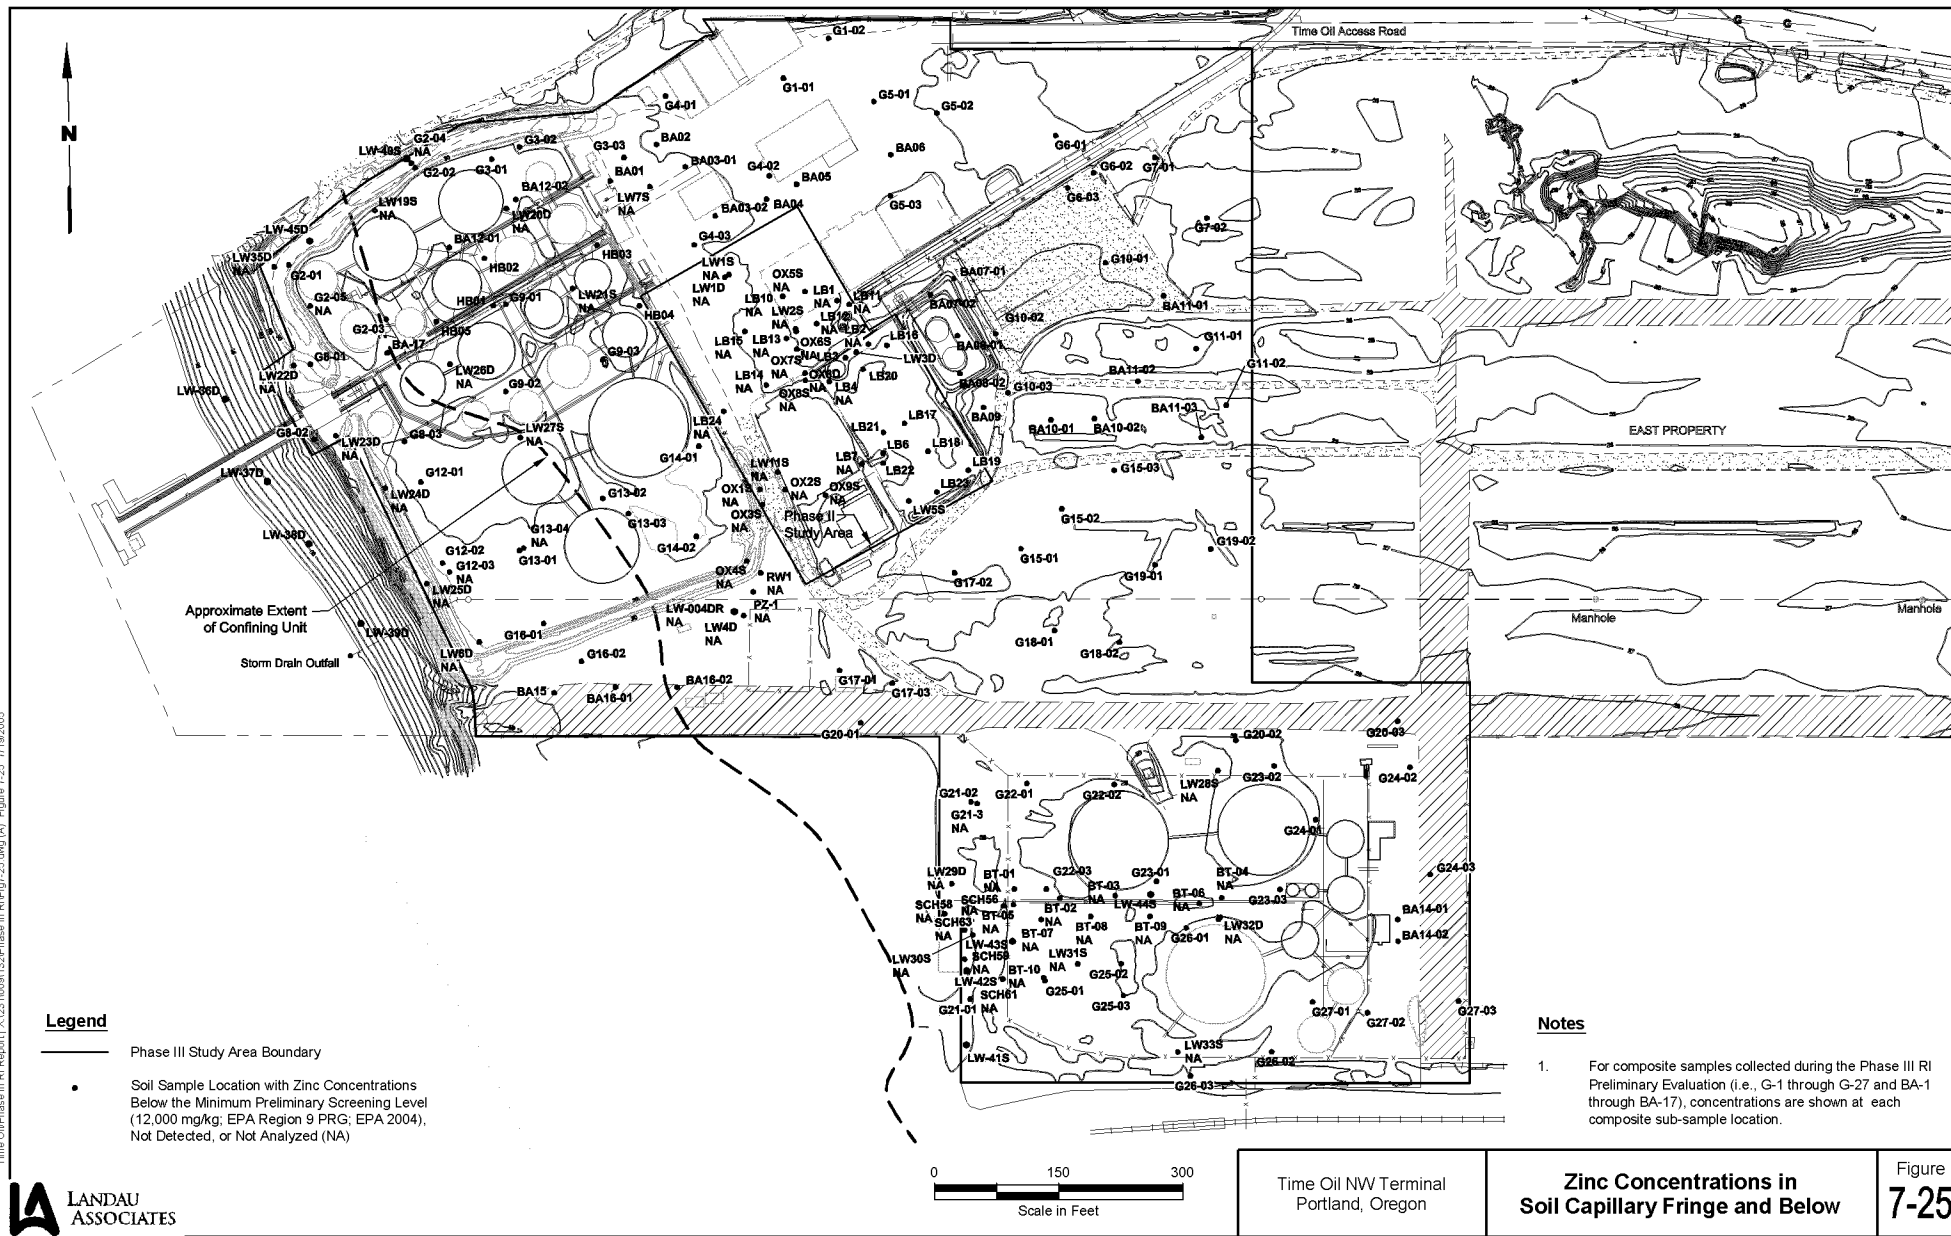 G1-02
Time Oil Access Road
G1-01
G4-01
G5-01
G5-02
N
G2-04
NA
LW-49S
G3-02
G3-03
BA02
G2-02
G3-01
BA01
BA03-01
G4-02
BA05
BA06
G6-01
G6-02
G7-01
G6-03
BA12-02
LW7S
NA
LW19S
NA
LW20D
NA
BA03-02
BA04
G5-03
G7-02
LW-45D
BA12-01
G4-03
LW35D
NA
G2-01
HB02
HB03
LW1S
NA
LW1D
NA
OX5S
NA
G10-01
BA07-01
G2-05
NA
HB01
G9-01
LW21S
NA
HB04
LB10
NA
LB1
NA
LB11
NA
BA07-02
BA11-01
G2-03
HB05
LW2S
NA
LB12
NA
LB2
NA
LB16
G10-02
G11-01
BA-17
LB15
NA
LB13
NA
OX6S
NA
BA08-01
G8-01
G9-03
OX7S
NA
LB3
LW3D
G11-02
LW22D
NA
LW26D
NA
LB14
NA
LB20
BA11-02
G9-02
OX8S
NA
LB4
NA
BA08-02
G10-03
LW-36D
LB24
NA
LB17
BA09
BA11-03
G8-02
LW23D
NA
G8-03
LW27S
NA
LB21
BA10-01
BA10-02
EAST PROPERTY
G14-01
LB6
LB18
LB7
NA
LB22
LB19
LW-37D
G12-01
LW11S
NA
G15-03
LW24D
NA
G13-02
OX1S
NA
OX2S
NA
OX9S
NA
LB23
LW5S
G13-03
OX3S
NA
Phase II
Study Area
G15-02
G13-04
NA
LW-38D
G12-02
G12-03
NA
G13-01
G14-02
G15-01
G19-02
OX4S
NA
RW1
NA
G17-02
G19-01
LW25D
NA
Approximate Extent
of Confining Unit
LW-004DR
NA
PZ-1
NA
Manhole
Manhole
LW-39D
G16-01
LW4D
NA
G18-01
G18-02
LW6D
NA
Storm Drain Outfall
G16-02
BA15
BA16-01
BA16-02
G17-01
G17-03
G20-01
G20-02
G20-03
G21-02
G22-01
G22-02
LW28S
NA
G23-02
G24-02
G21-3
NA
G24-01
LW29D
NA
BT-01
NA
G22-03
BT-03
NA
G23-01
BT-04
NA
G24-03
SCH58
NA
SCH56
NA
BT-05
NA
BT-02
NA
LW-44S
BT-06
NA
G23-03
BA14-01
SCH63
NA
BT-07
NA
BT-08
NA
BT-09
NA
G26-01
LW32D
NA
BA14-02
LW-43S
LW30S
NA
SCH59
NA
LW31S
NA
LW-42S
BT-10
NA
G25-02
G25-01
SCH61
NA
G21-01
G25-03
G27-01
G27-02
G27-03
LW-41S
LW33S
NA
G26-02
G26-03
Legend
Phase III Study Area Boundary
Soil Sample Location with Zinc Concentrations
Below the Minimum Preliminary Screening Level
(12,000 mg/kg; EPA Region 9 PRG; EPA 2004),
Not Detected, or Not Analyzed (NA)
Notes
1. For composite samples collected during the Phase III RI
Preliminary Evaluation (i.e., G-1 through G-27 and BA-1
through BA-17), concentrations are shown at each
composite sub-sample location.
LANDAU
ASSOCIATES
0 150 300
Scale in Feet
Time Oil NW Terminal
Portland, Oregon
Zinc Concentrations in
Soil Capillary Fringe and Below
Figure
7-25